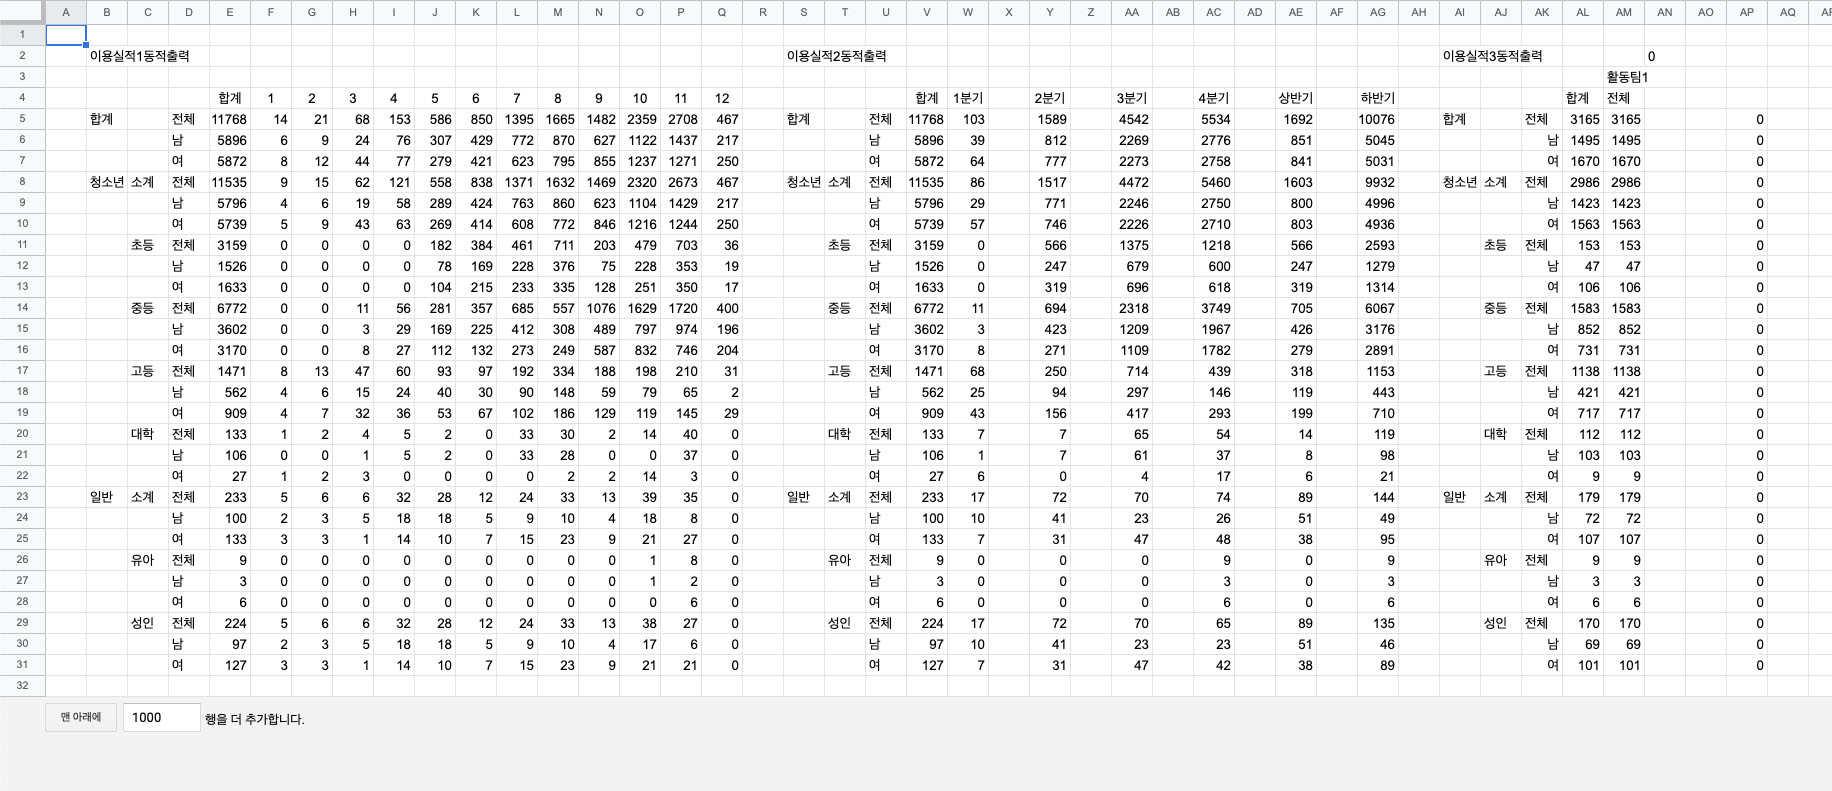 A B C D E F G H I J K L M N O P Q R S T U V W X Y Z AA AB AC AD AE AF AG AH AI AJ AK AL AM AN AO AP AQ
1
2 이용실적1동적출력 이용실적2동적출력 이용실적3동적출력 0
3 활동팀1
4 합계 1 2 3 4 5 6 7 8 9 10 11 12 합계 1분기 2분기 3분기 4분기 상반기 하반기 합계 전체
5 합계 전체 11768 14 21 68 153 586 850 1395 1665 1482 2359 2708 467 합계 전체 11768 103 1589 4542 5534 1692 10076 합계 전체 3165 3165 0
6 남 5896 6 9 24 76 307 429 772 870 627 1122 1437 217 남 5896 39 812 2269 2776 851 5045 남 1495 1495 0
7 여 5872 8 12 44 77 279 421 623 795 855 1237 1271 250 여 5872 64 777 2273 2758 841 5031 여 1670 1670 0
8 청소년 소계 전체 11535 9 15 62 121 558 838 1371 1632 1469 2320 2673 467 청소년 소계 전체 11535 86 1517 4472 5460 1603 9932 청소년 소계 전체 2986 2986 0
9 남 5796 4 6 19 58 289 424 763 860 623 1104 1429 217 남 5796 29 771 2246 2750 800 4996 남 1423 1423 0
10 여 5739 5 9 43 63 269 414 608 772 846 1216 1244 250 여 5739 57 746 2226 2710 803 4936 여 1563 1563 0
11 초등 전체 3159 0 0 0 0 182 384 461 711 203 479 703 36 초등 전체 3159 0 566 1375 1218 566 2593 초등 전체 153 153 0
12 남 1526 0 0 0 0 78 169 228 376 75 228 353 19 남 1526 0 247 679 600 247 1279 남 47 47 0
13 여 1633 0 0 0 0 104 215 233 335 128 251 350 17 여 1633 0 319 696 618 319 1314 여 106 106 0
14 중등 전체 6772 0 0 11 56 281 357 685 557 1076 1629 1720 400 중등 전체 6772 11 694 2318 3749 705 6067 중등 전체 1583 1583 0
15 남 3602 0 0 3 29 169 225 412 308 489 797 974 196 남 3602 3 423 1209 1967 426 3176 남 852 852 0
16 여 3170 0 0 8 27 112 132 273 249 587 832 746 204 여 3170 8 271 1109 1782 279 2891 여 731 731 0
17 고등 전체 1471 8 13 47 60 93 97 192 334 188 198 210 31 고등 전체 1471 68 250 714 439 318 1153 고등 전체 1138 1138 0
18 남 562 4 6 15 24 40 30 90 148 59 79 65 2 남 562 25 94 297 146 119 443 남 421 421 0
19 여 909 4 7 32 36 53 67 102 186 129 119 145 29 여 909 43 156 417 293 199 710 여 717 717 0
20 대학 전체 133 1 2 4 5 2 0 33 30 2 14 40 0 대학 전체 133 7 7 65 54 14 119 대학 전체 112 112 0
21 남 106 0 0 1 5 2 0 33 28 0 0 37 0 남 106 1 7 61 37 8 98 남 103 103 0
22 여 27 1 2 3 0 0 0 0 2 2 14 3 0 여 27 6 0 4 17 6 21 여 9 9 0
23 일반 소계 전체 233 5 6 6 32 28 12 24 33 13 39 35 0 일반 소계 전체 233 17 72 70 74 89 144 일반 소계 전체 179 179 0
24 남 100 2 3 5 18 18 5 9 10 4 18 8 0 남 100 10 41 23 26 51 49 남 72 72 0
25 여 133 3 3 1 14 10 7 15 23 9 21 27 0 여 133 7 31 47 48 38 95 여 107 107 0
26 유아 전체 9 0 0 0 0 0 0 0 0 0 1 8 0 유아 전체 9 0 0 0 9 0 9 유아 전체 9 9 0
27 남 3 0 0 0 0 0 0 0 0 0 1 2 0 남 3 0 0 0 3 0 3 남 3 3 0
28 여 6 0 0 0 0 0 0 0 0 0 0 6 0 여 6 0 0 0 6 0 6 여 6 6 0
29 성인 전체 224 5 6 6 32 28 12 24 33 13 38 27 0 성인 전체 224 17 72 70 65 89 135 성인 전체 170 170 0
30 남 97 2 3 5 18 18 5 9 10 4 17 6 0 남 97 10 41 23 23 51 46 남 69 69 0
31 여 127 3 3 1 14 10 7 15 23 9 21 21 0 여 127 7 31 47 42 38 89 여 101 101 0
32
맨 아래에 1000 행을 더 추가합니다.